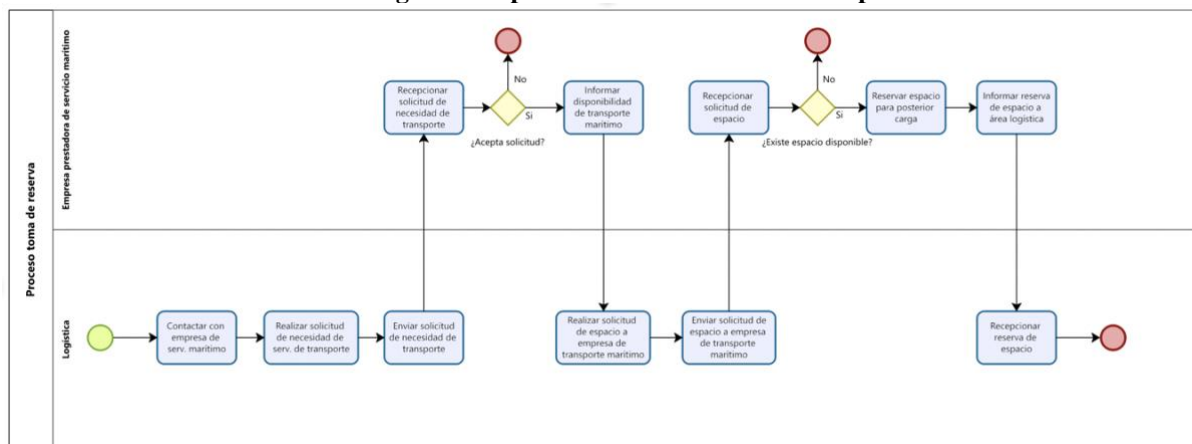 Proceso toma de reserva
Empresa prestadora de servicio marítimo
Recepcionar
solicitud de
necesidad de
transporte
No
Si
¿Acepta solicitud?
Informar
disponibilidad
de transporte
marítimo
Recepcionar
solicitud de
espacio
No
Si
¿Existe espacio disponible?
Reservar espacio
para posterior
carga
Informar reserva
de espacio a
área logística
Logística
Contactar con
empresa de
serv. marítimo
Realizar solicitud
de necesidad de
serv. de transporte
Enviar solicitud
de necesidad de
transporte
Realizar solicitud
de espacio a
empresa de
transporte marítimo
Enviar solicitud de
espacio a empresa
de transporte
marítimo
Recepcionar
reserva de
espacio